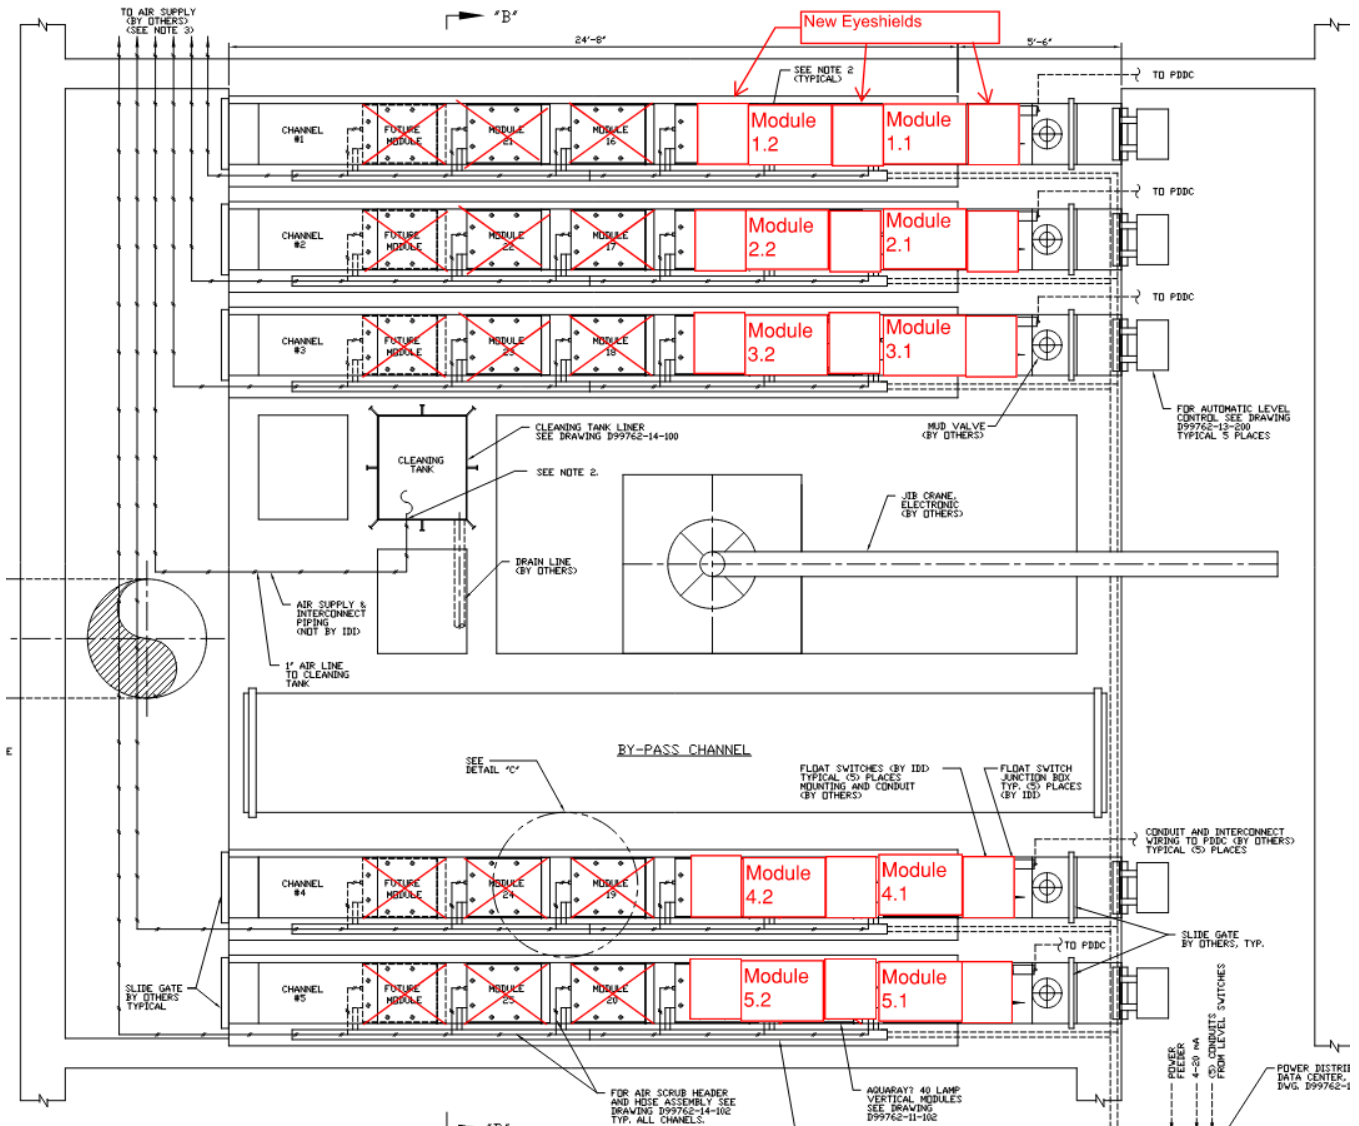 TO AIR SUPPLY
(BY OTHERS)
(SEE NOTE 3)
"B"
New Eyeshields
24'-8"
5'-6"
SEE NOTE 2
(TYPICAL)
TO PDDC
CHANNEL
#1
FUTURE
MODULE
MODULE
21
MODULE
16
Module
1.2
Module
1.1
TO PDDC
CHANNEL
#2
FUTURE
MODULE
MODULE
22
MODULE
17
Module
2.2
Module
2.1
TO PDDC
CHANNEL
#3
FUTURE
MODULE
MODULE
23
MODULE
18
Module
3.2
Module
3.1
CLEANING TANK LINER
SEE DRAWING D99762-14-100
MUD VALVE
(BY OTHERS)
FOR AUTOMATIC LEVEL
CONTROL SEE DRAWING
D99762-13-200
TYPICAL 5 PLACES
CLEANING
TANK
SEE NOTE 2.
JIB CRANE,
ELECTRONIC
(BY OTHERS)
DRAIN LINE
(BY OTHERS)
AIR SUPPLY &
INTERCONNECT
PIPING
(NOT BY IDI)
1" AIR LINE
TO CLEANING
TANK
E
BY-PASS CHANNEL
SEE
DETAIL "C"
FLOAT SWITCHES (BY IDI)
TYPICAL (5) PLACES
MOUNTING AND CONDUIT
(BY OTHERS)
FLOAT SWITCH
JUNCTION BOX
TYP. (5) PLACES
(BY IDI)
CONDUIT AND INTERCONNECT
WIRING TO PDDC (BY OTHERS)
TYPICAL (5) PLACES
CHANNEL
#4
FUTURE
MODULE
MODULE
24
MODULE
19
Module
4.2
Module
4.1
SLIDE GATE
BY OTHERS, TYP.
TO PDDC
SLIDE GATE
BY OTHERS
TYPICAL
CHANNEL
#5
FUTURE
MODULE
MODULE
25
MODULE
20
Module
5.2
Module
5.1
FOR AIR SCRUB HEADER
AND HOSE ASSEMBLY SEE
DRAWING D99762-14-102
TYP. ALL CHANELS.
AQUARAY? 40 LAMP
VERTICAL MODULES
SEE DRAWING
D99762-11-102
POWER
FEEDER
4-20 mA
(5) CONDUITS
FROM LEVEL SWITCHES
POWER DISTRIB
DATA CENTER.
DWG. D99762-1